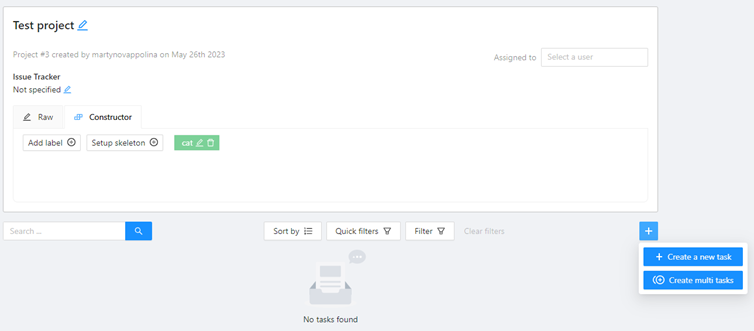 Test project
Project #3 created by martynovappolina on May 26th 2023
Assigned to Select a user
Issue Tracker
Not specified
Raw Constructor
Add label Setup skeleton cat
Search ... Sort by Quick filters Filter Clear filters
Create a new task
Create multi tasks
No tasks found